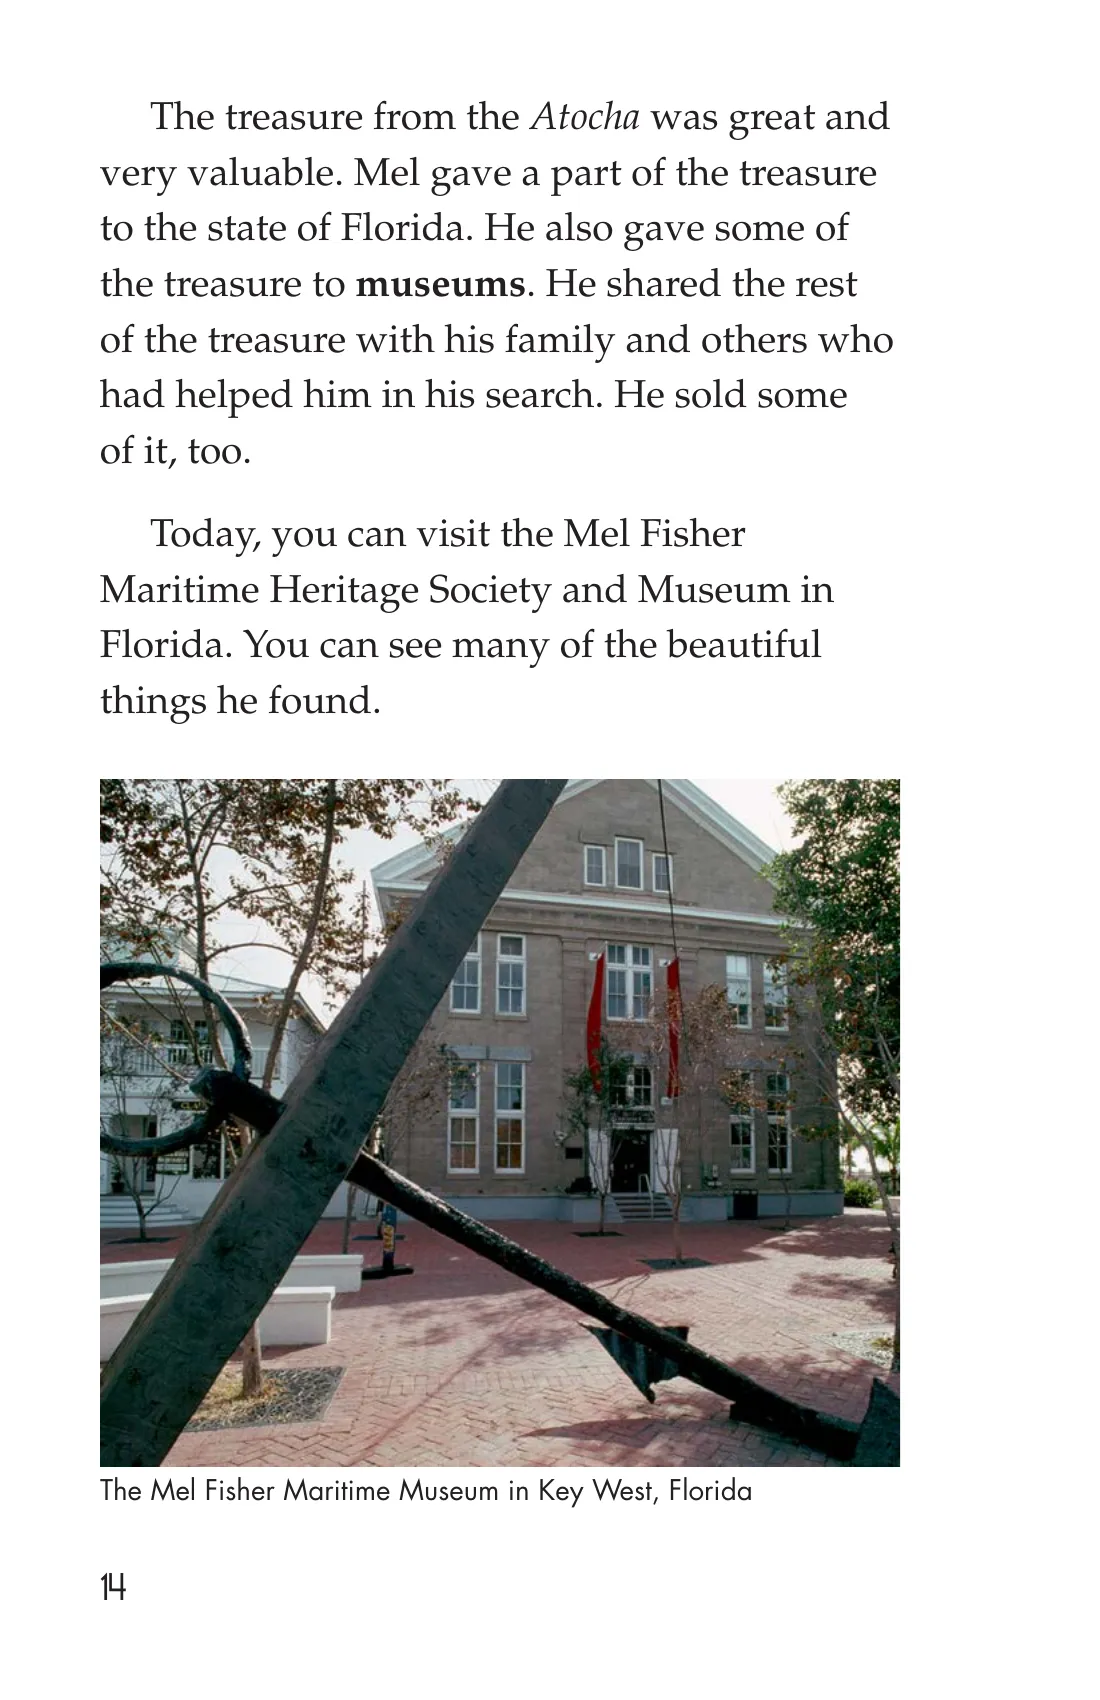 The treasure from the Atocha was great and
very valuable. Mel gave a part of the treasure
to the state of Florida. He also gave some of
the treasure to museums. He shared the rest
of the treasure with his family and others who
had helped him in his search. He sold some
of it, too.
Today, you can visit the Mel Fisher
Maritime Heritage Society and Museum in
Florida. You can see many of the beautiful
things he found.
The Mel Fisher Maritime Museum in Key West, Florida
14